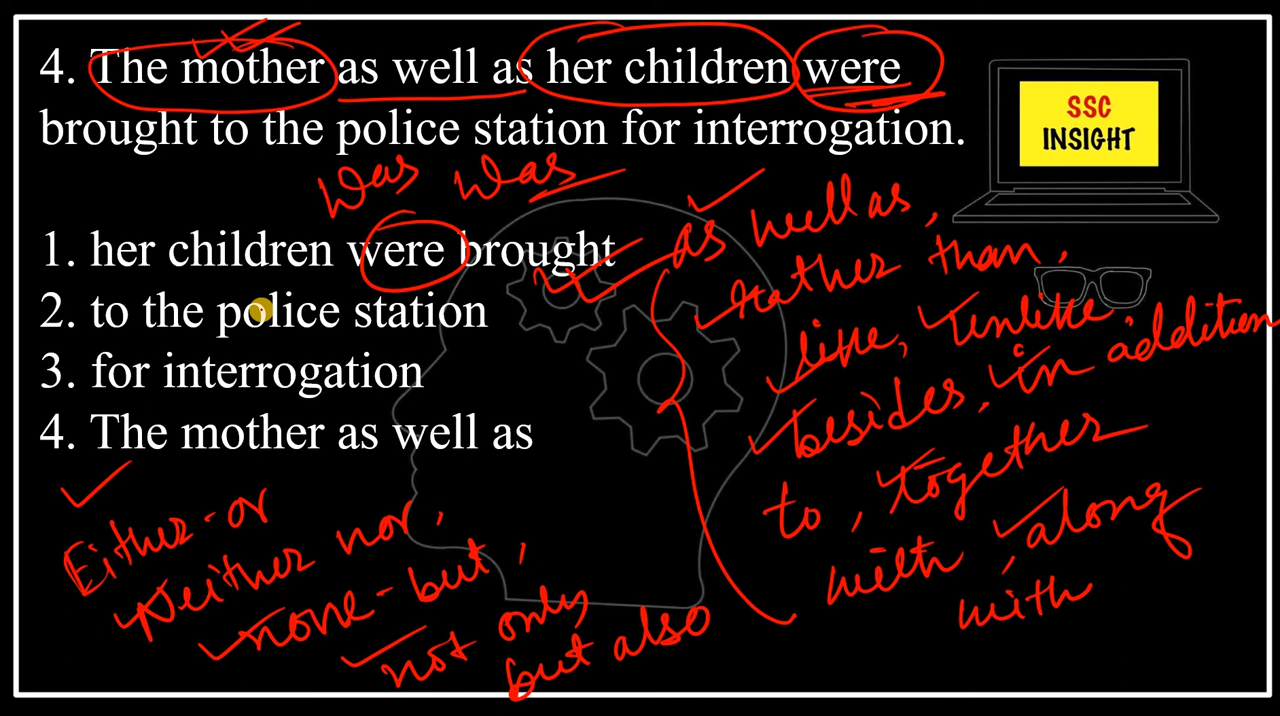 4. The mother as well as her children were
brought to the police station for interrogation.
SSC
INSIGHT
was was
1. her children were brought
2. to the police station
3. for interrogation
4. The mother as well as
as well as,
rather than,
like, unlike,
besides, in addition
to, together
with, along
with
Either-or
Neither nor,
none-but,
not only
but also